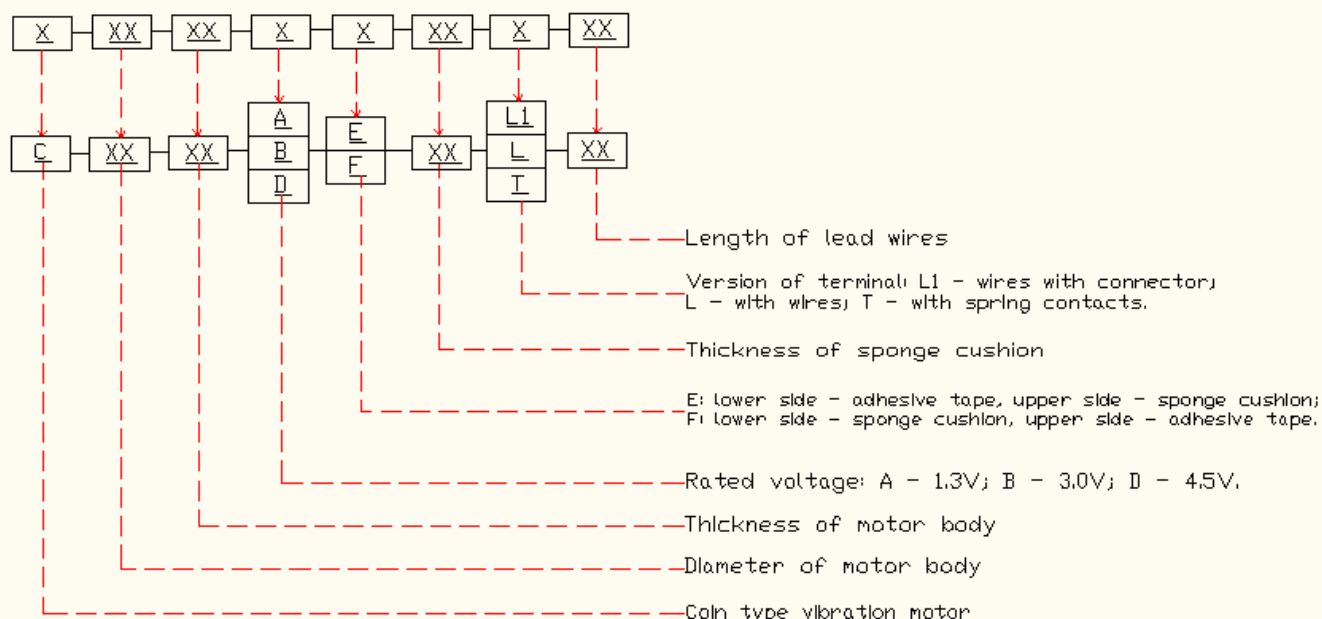 X XX XX X X XX X XX
A L1
C XX XX B E F XX L XX
D T
Length of lead wires
Version of terminal: L1 - wires with connector;
L - with wires; T - with spring contacts.
Thickness of sponge cushion
E: lower side - adhesive tape, upper side - sponge cushion;
F: lower side - sponge cushion, upper side - adhesive tape.
Rated voltage: A - 1.3V; B - 3.0V; D - 4.5V.
Thickness of motor body
Diameter of motor body
Coin type vibration motor